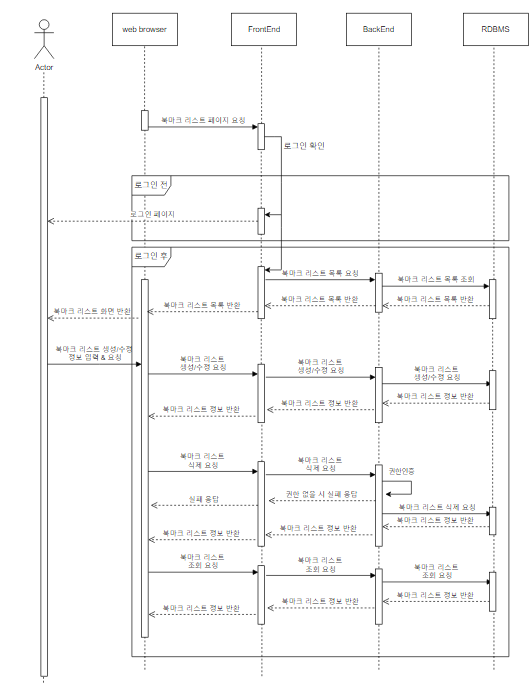 web browser
FrontEnd
BackEnd
RDBMS
Actor
북마크 리스트 페이지 요청
로그인 확인
로그인 전
로그인 페이지
로그인 후
북마크 리스트 목록 요청
북마크 리스트 목록 조회
북마크 리스트 목록 반환
북마크 리스트 목록 반환
북마크 리스트 목록 반환
북마크 리스트 화면 반환
북마크 리스트 생성/수정
정보 입력 & 요청
북마크 리스트
생성/수정 요청
북마크 리스트
생성/수정 요청
북마크 리스트
생성/수정 요청
북마크 리스트 정보 반환
북마크 리스트 정보 반환
북마크 리스트 정보 반환
북마크 리스트
삭제 요청
북마크 리스트
삭제 요청
권한인증
권한 없을 시 실패 응답
실패 응답
북마크 리스트 삭제 요청
북마크 리스트 정보 반환
북마크 리스트 정보 반환
북마크 리스트 정보 반환
북마크 리스트
조회 요청
북마크 리스트
조회 요청
북마크 리스트
조회 요청
북마크 리스트 정보 반환
북마크 리스트 정보 반환
북마크 리스트 정보 반환